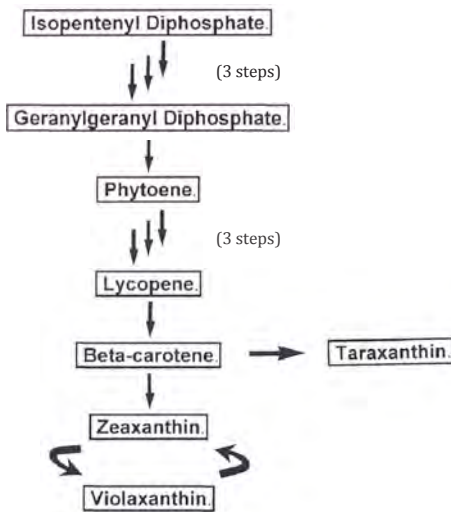 Isopentenyl Diphosphate.
(3 steps)
Geranylgeranyl Diphosphate.
Phytoene.
(3 steps)
Lycopene.
Beta-carotene.
Taraxanthin.
Zeaxanthin.
Violaxanthin.